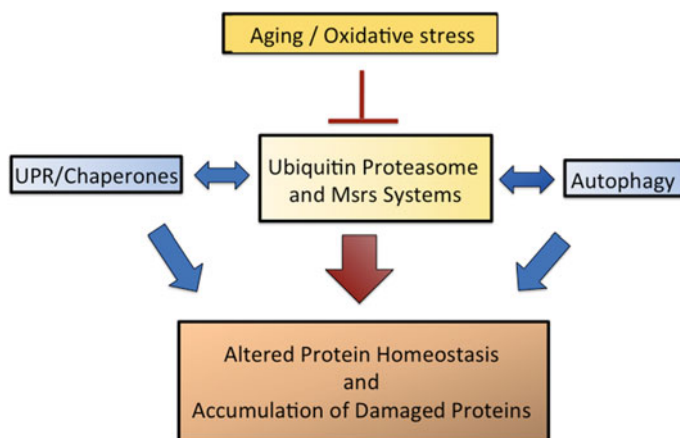 Aging / Oxidative stress
UPR/Chaperones
Ubiquitin Proteasome
and Msrs Systems
Autophagy
Altered Protein Homeostasis
and
Accumulation of Damaged Proteins